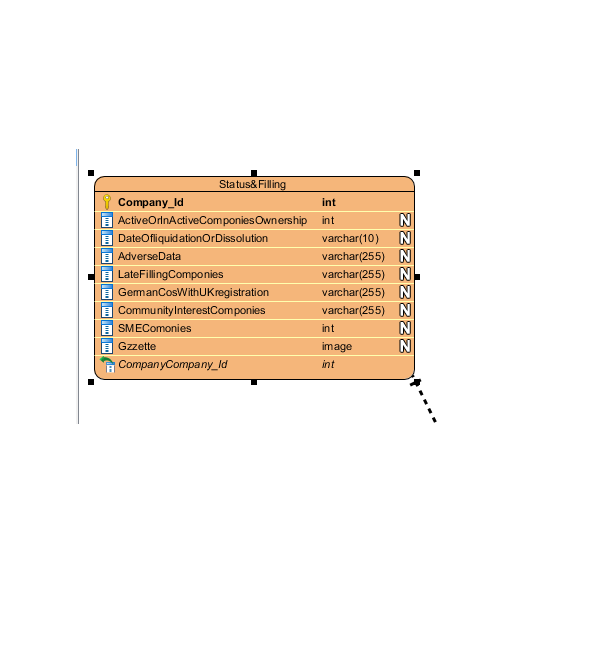 Status&Filling
Company_Id int
ActiveOrInActiveComponiesOwnership int N
DateOfliquidationOrDissolution varchar(10) N
AdverseData varchar(255) N
LateFillingComponies varchar(255) N
GermanCosWithUKregistration varchar(255) N
CommunityInterestComponies varchar(255) N
SMEComonies int N
Gzzette image N
CompanyCompany_Id int